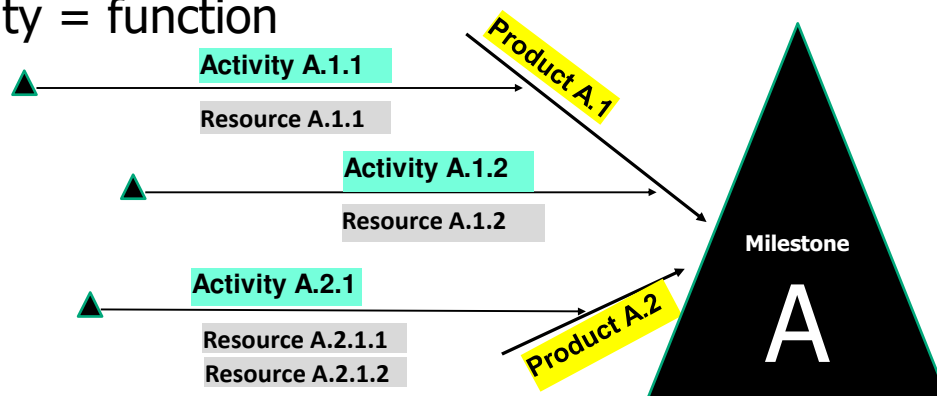 ty = function
Activity A.1.1
Product A.1
Resource A.1.1
Activity A.1.2
Resource A.1.2
Milestone
A
Activity A.2.1
Product A.2
Resource A.2.1.1
Resource A.2.1.2